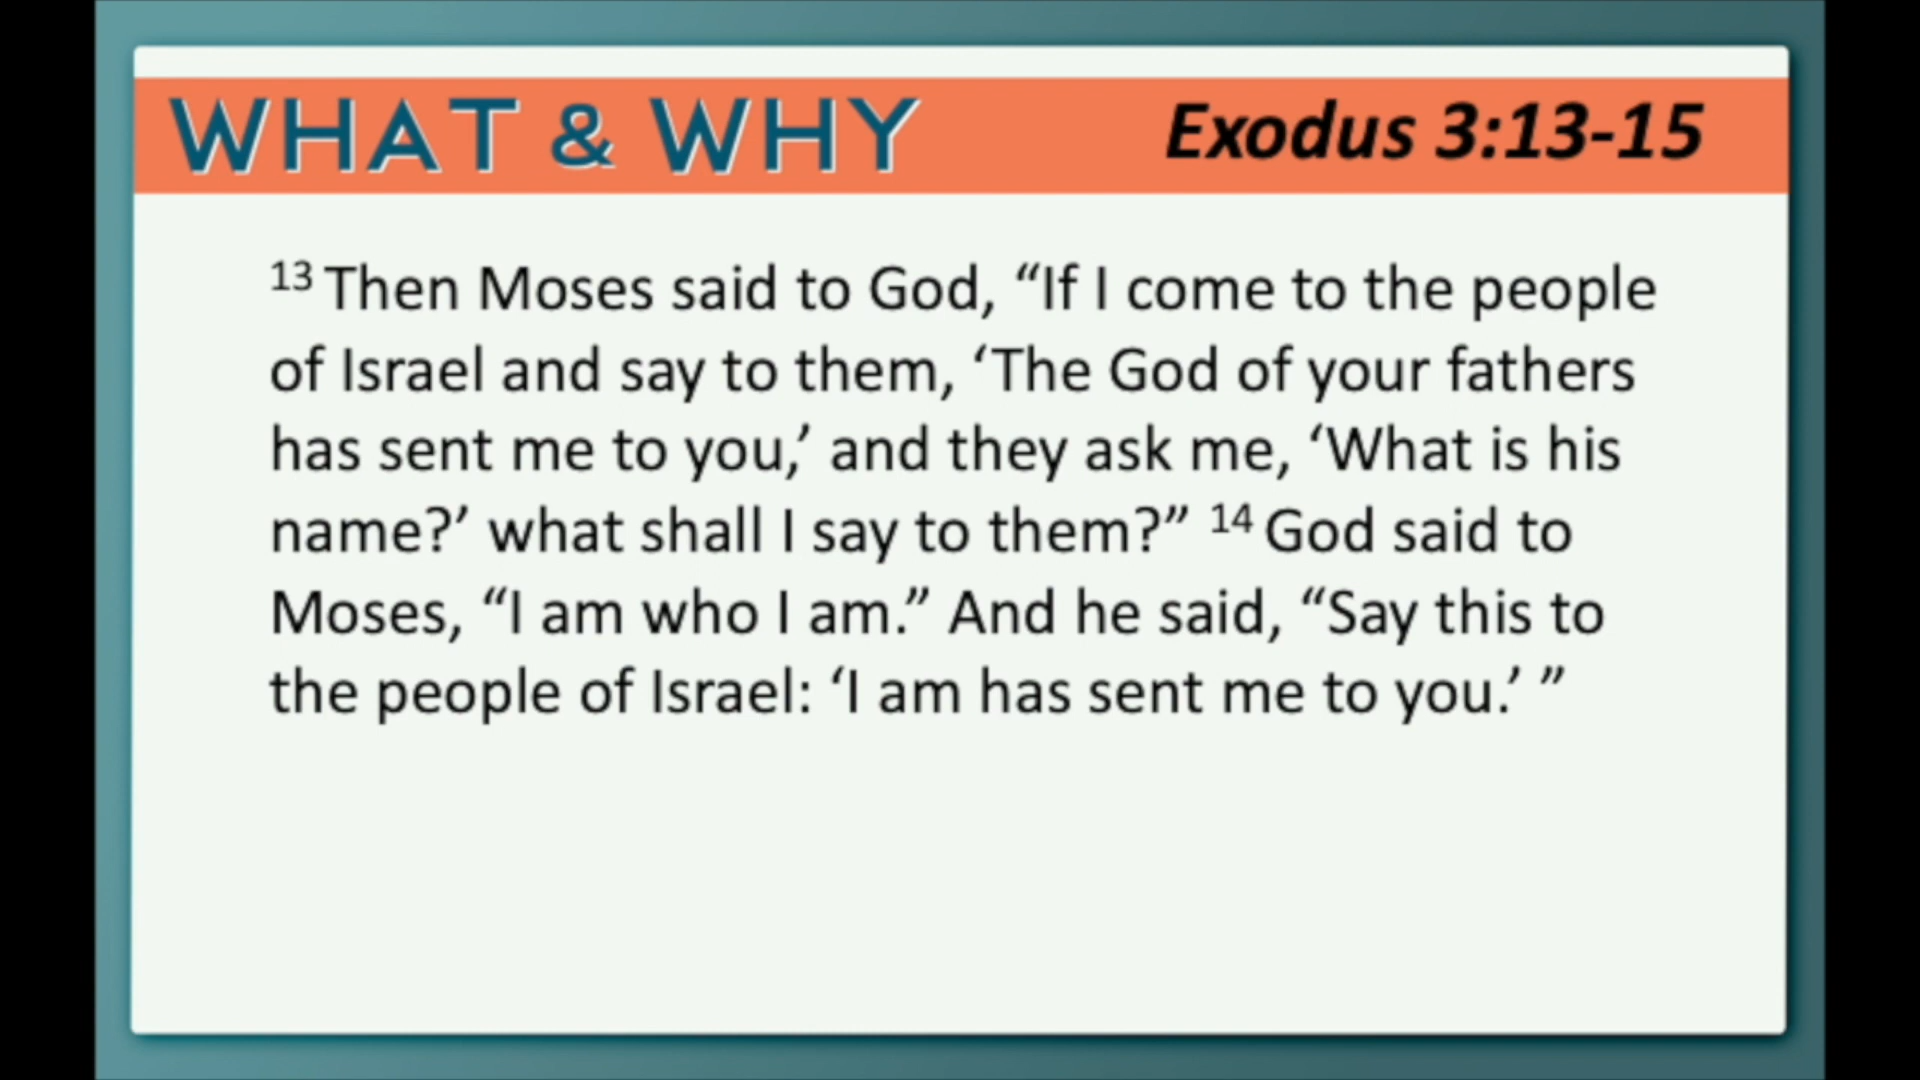 WHAT & WHY
Exodus 3:13-15
13 Then Moses said to God, “If I come to the people
of Israel and say to them, ‘The God of your fathers
has sent me to you,’ and they ask me, ‘What is his
name?’ what shall I say to them?” 14 God said to
Moses, “I am who I am.” And he said, “Say this to
the people of Israel: ‘I am has sent me to you.’ ”